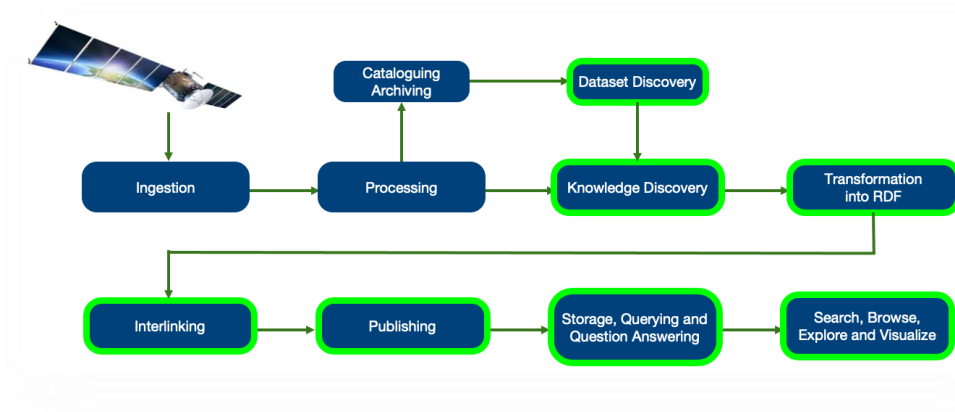 Cataloguing
Archiving
Dataset Discovery
Ingestion
Processing
Knowledge Discovery
Transformation
into RDF
Interlinking
Publishing
Storage, Querying and
Question Answering
Search, Browse,
Explore and Visualize